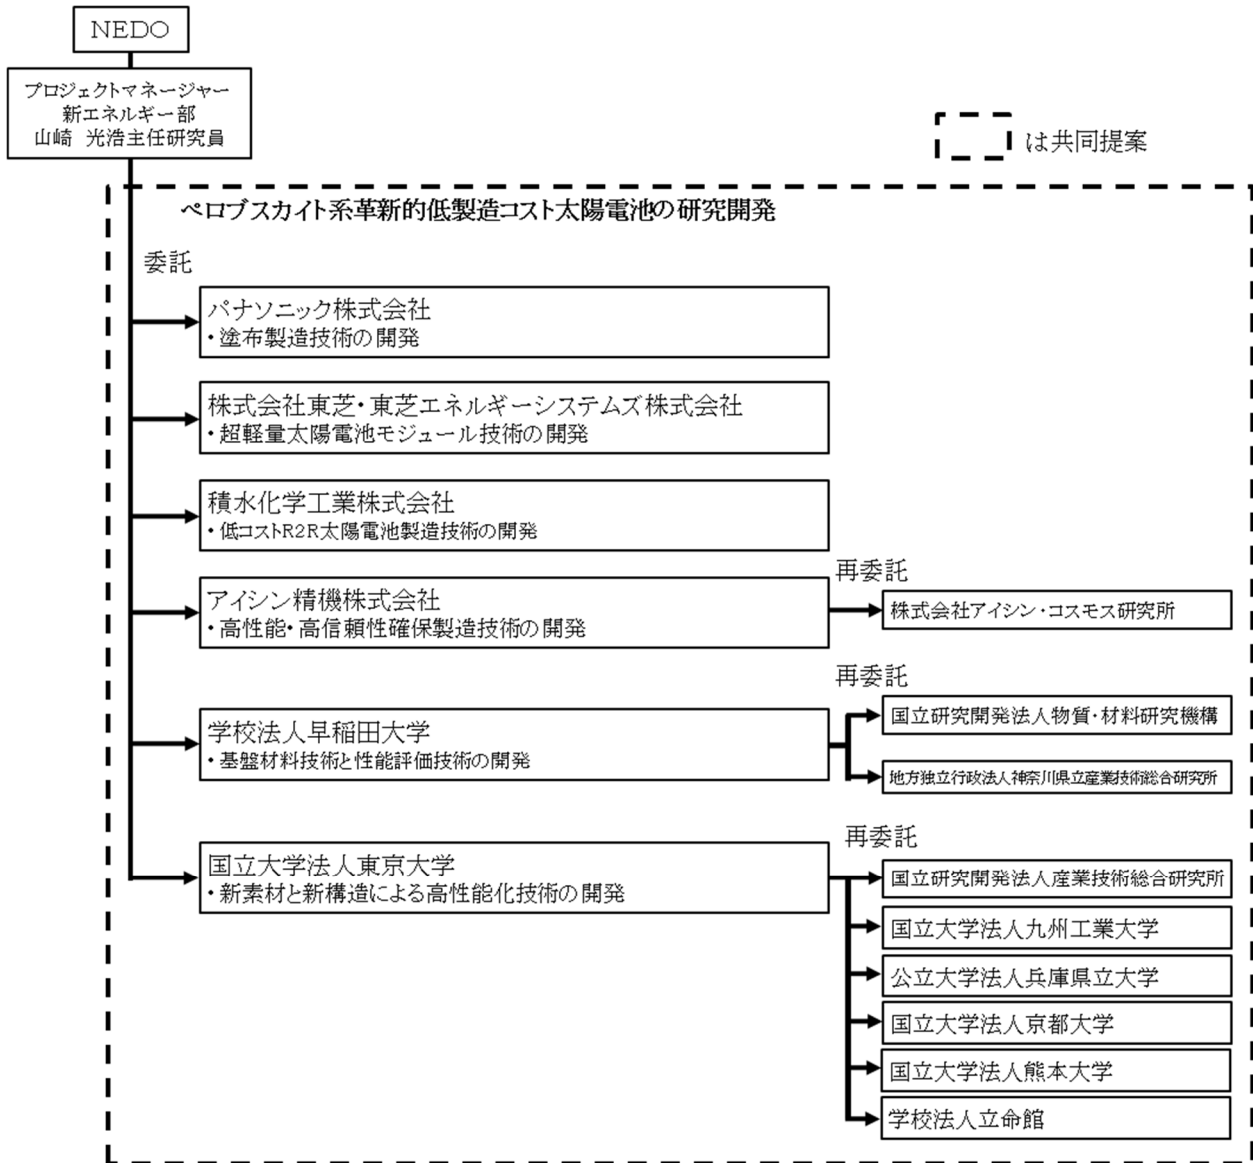 NEDO
プロジェクトマネージャー
新エネルギー部
山崎 光浩主任研究員
は共同提案
ペロブスカイト系革新的低製造コスト太陽電池の研究開発
委託
パナソニック株式会社
・塗布製造技術の開発
株式会社東芝・東芝エネルギーシステムズ株式会社
・超軽量太陽電池モジュール技術の開発
積水化学工業株式会社
・低コストR2R太陽電池製造技術の開発
アイシン精機株式会社
・高性能・高信頼性確保製造技術の開発
再委託
株式会社アイシン・コスモス研究所
学校法人早稲田大学
・基盤材料技術と性能評価技術の開発
再委託
国立研究開発法人物質・材料研究機構
地方独立行政法人神奈川県立産業技術総合研究所
国立大学法人東京大学
・新素材と新構造による高性能化技術の開発
再委託
国立研究開発法人産業技術総合研究所
国立大学法人九州工業大学
公立大学法人兵庫県立大学
国立大学法人京都大学
国立大学法人熊本大学
学校法人立命館